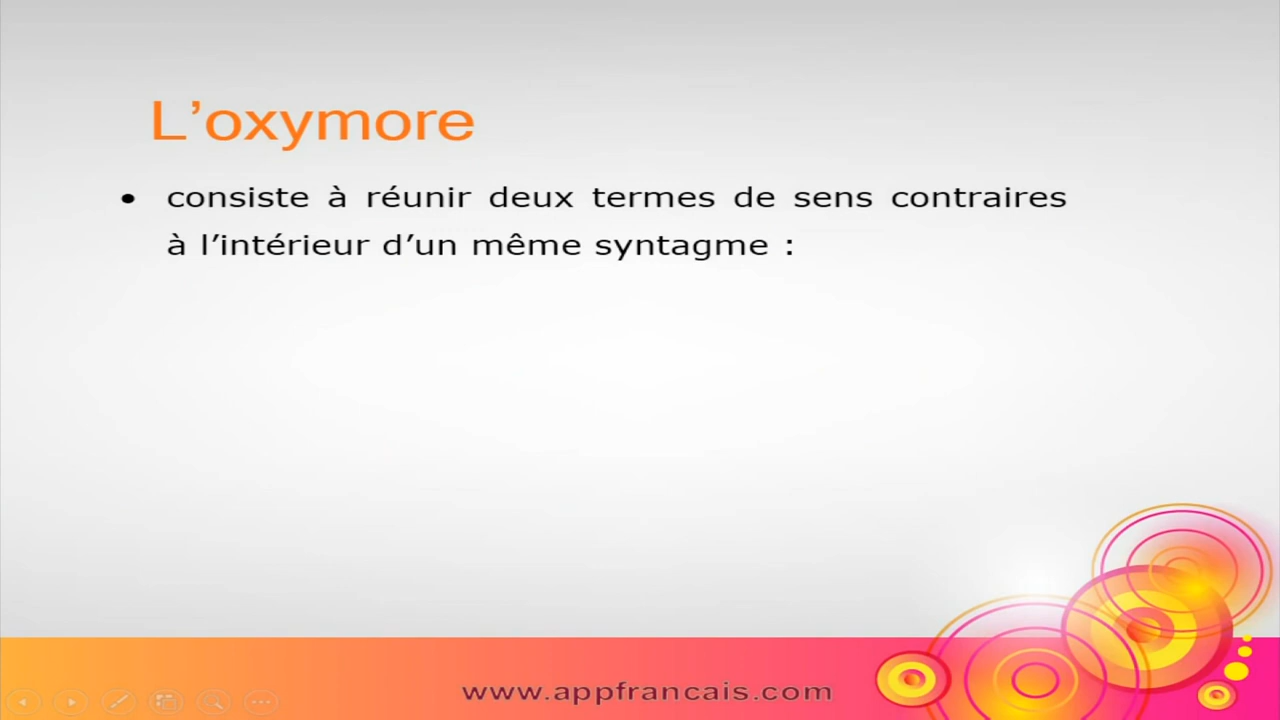 L’oxymore
• consiste à réunir deux termes de sens contraires
à l’intérieur d’un même syntagme :
www.appfrancais.com